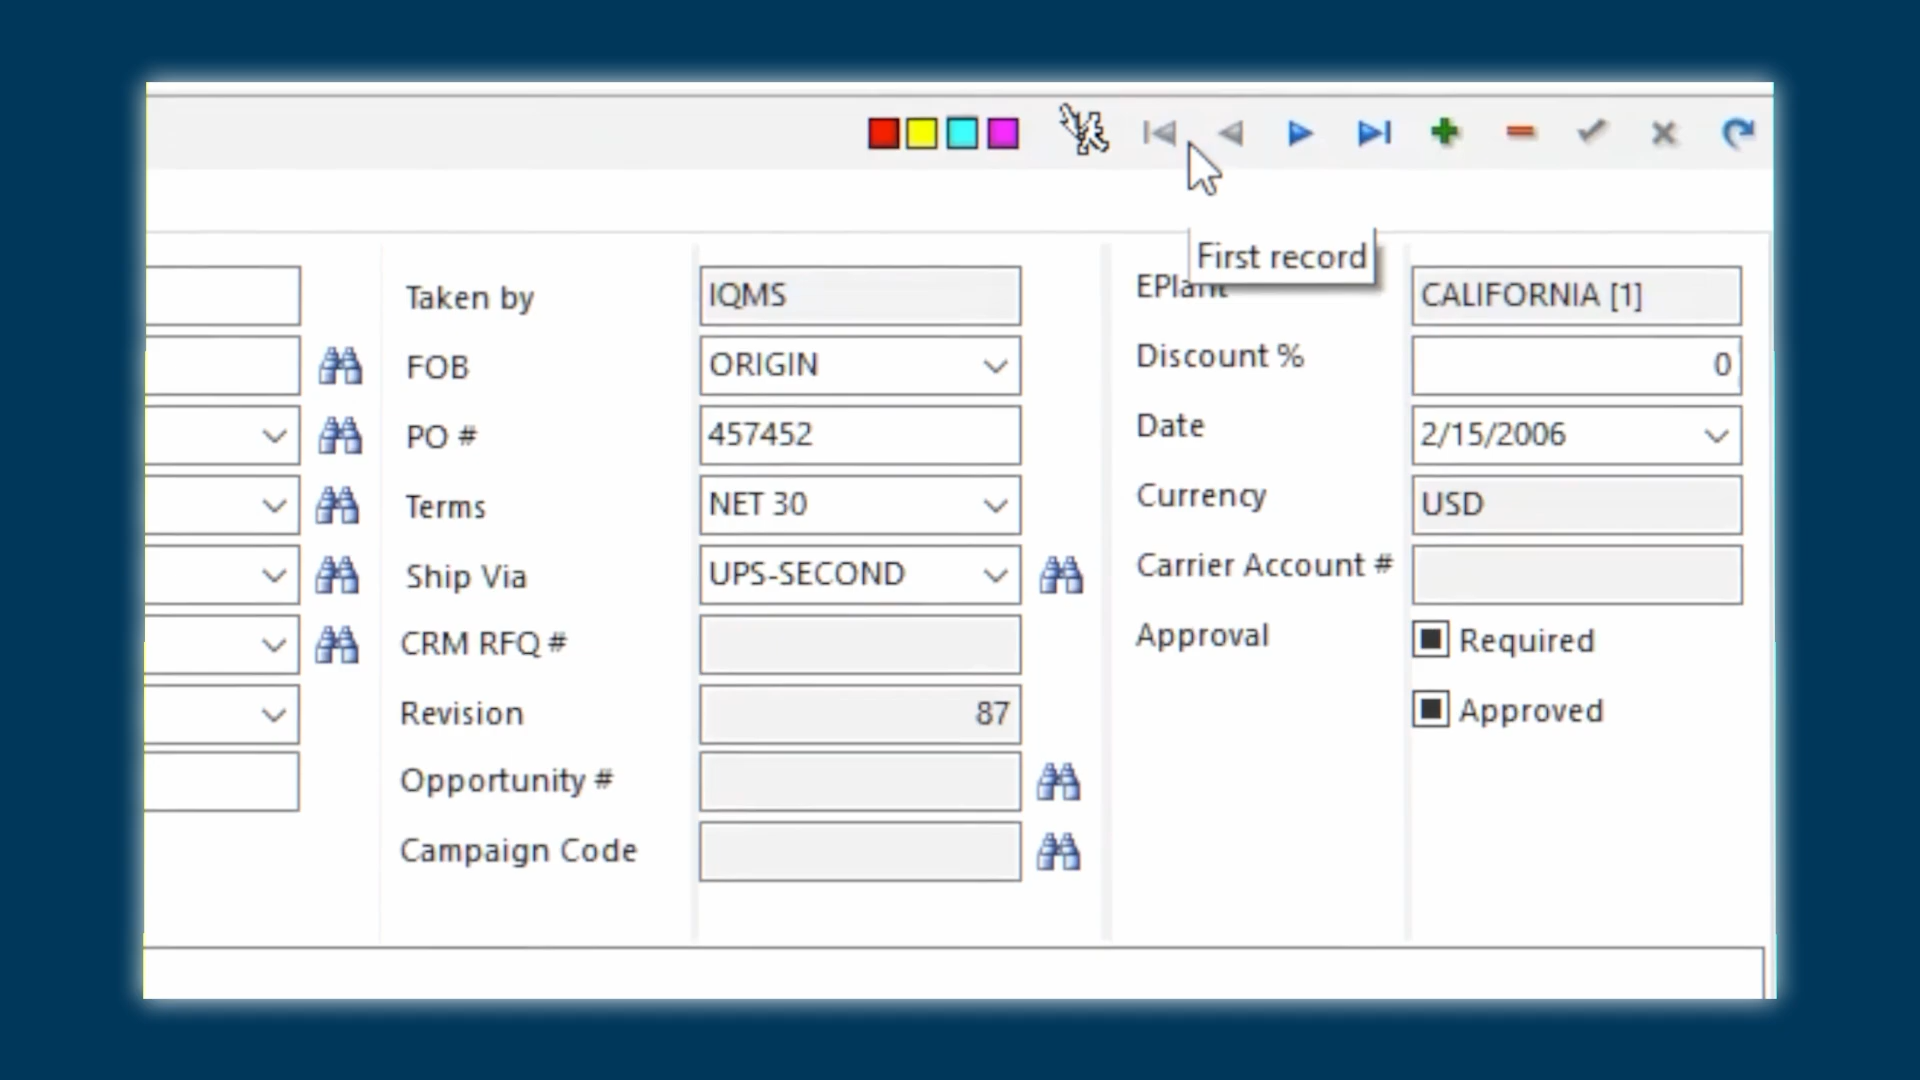 First record
Taken by IQMS
FOB ORIGIN
PO # 457452
Terms NET 30
Ship Via UPS-SECOND
CRM RFQ #
Revision 87
Opportunity #
Campaign Code
EPlant CALIFORNIA [1]
Discount % 0
Date 2/15/2006
Currency USD
Carrier Account #
Approval Required
Approved